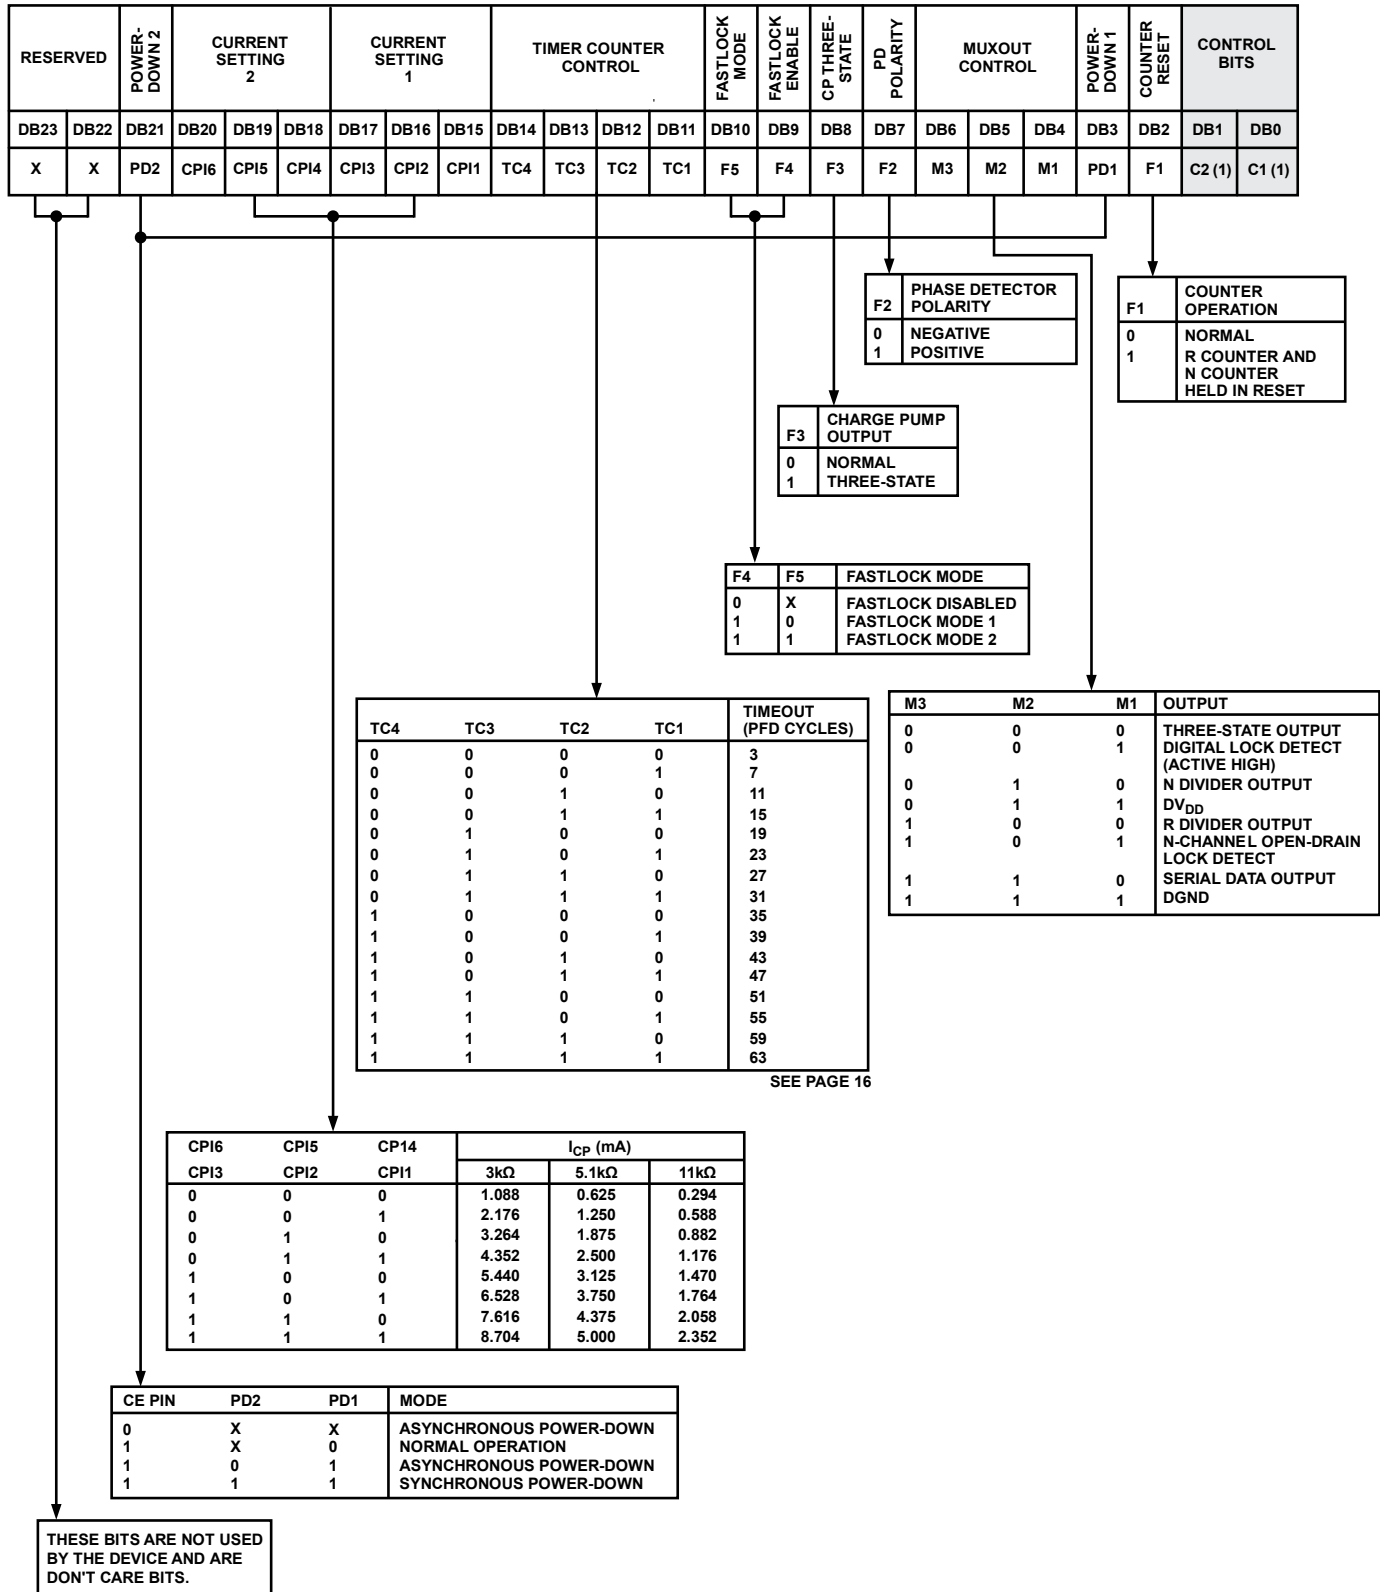 RESERVED
POWER-
DOWN 2
CURRENT
SETTING
2
CURRENT
SETTING
1
TIMER COUNTER
CONTROL
FASTLOCK
MODE
FASTLOCK
ENABLE
CP THREE-
STATE
PD
POLARITY
MUXOUT
CONTROL
POWER-
DOWN 1
COUNTER
RESET
CONTROL
BITS
DB23 DB22 DB21 DB20 DB19 DB18 DB17 DB16 DB15 DB14 DB13 DB12 DB11 DB10 DB9 DB8 DB7 DB6 DB5 DB4 DB3 DB2 DB1 DB0
X X PD2 CPI6 CPI5 CPI4 CPI3 CPI2 CPI1 TC4 TC3 TC2 TC1 F5 F4 F3 F2 M3 M2 M1 PD1 F1 C2 (1) C1 (1)
F2 PHASE DETECTOR
POLARITY
0 NEGATIVE
1 POSITIVE
F1 COUNTER
OPERATION
0 NORMAL
1 R COUNTER AND
N COUNTER
HELD IN RESET
F3 CHARGE PUMP
OUTPUT
0 NORMAL
1 THREE-STATE
F4 F5 FASTLOCK MODE
0 X FASTLOCK DISABLED
1 0 FASTLOCK MODE 1
1 1 FASTLOCK MODE 2
TC4 TC3 TC2 TC1 TIMEOUT
(PFD CYCLES)
0 0 0 0 3
0 0 0 1 7
0 0 1 0 11
0 0 1 1 15
0 1 0 0 19
0 1 0 1 23
0 1 1 0 27
0 1 1 1 31
1 0 0 0 35
1 0 0 1 39
1 0 1 0 43
1 0 1 1 47
1 1 0 0 51
1 1 0 1 55
1 1 1 0 59
1 1 1 1 63
SEE PAGE 16
M3 M2 M1 OUTPUT
0 0 0 THREE-STATE OUTPUT
0 0 1 DIGITAL LOCK DETECT
(ACTIVE HIGH)
0 1 0 N DIVIDER OUTPUT
0 1 1 DVDD
1 0 0 R DIVIDER OUTPUT
1 0 1 N-CHANNEL OPEN-DRAIN
LOCK DETECT
1 1 0 SERIAL DATA OUTPUT
1 1 1 DGND
CPI6 CPI5 CP14 ICP (mA)
CPI3 CPI2 CPI1 3kΩ 5.1kΩ 11kΩ
0 0 0 1.088 0.625 0.294
0 0 1 2.176 1.250 0.588
0 1 0 3.264 1.875 0.882
0 1 1 4.352 2.500 1.176
1 0 0 5.440 3.125 1.470
1 0 1 6.528 3.750 1.764
1 1 0 7.616 4.375 2.058
1 1 1 8.704 5.000 2.352
CE PIN PD2 PD1 MODE
0 X X ASYNCHRONOUS POWER-DOWN
1 X 0 NORMAL OPERATION
1 0 1 ASYNCHRONOUS POWER-DOWN
1 1 1 SYNCHRONOUS POWER-DOWN
THESE BITS ARE NOT USED
BY THE DEVICE AND ARE
DON'T CARE BITS.